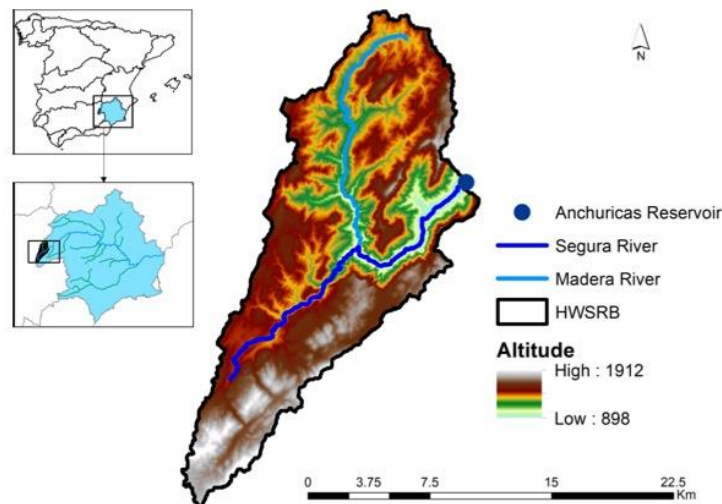 N
Anchuricas Reservoir
Segura River
Madera River
HWSRB
Altitude
High : 1912
Low : 898
0 3.75 7.5 15 22.5
Km